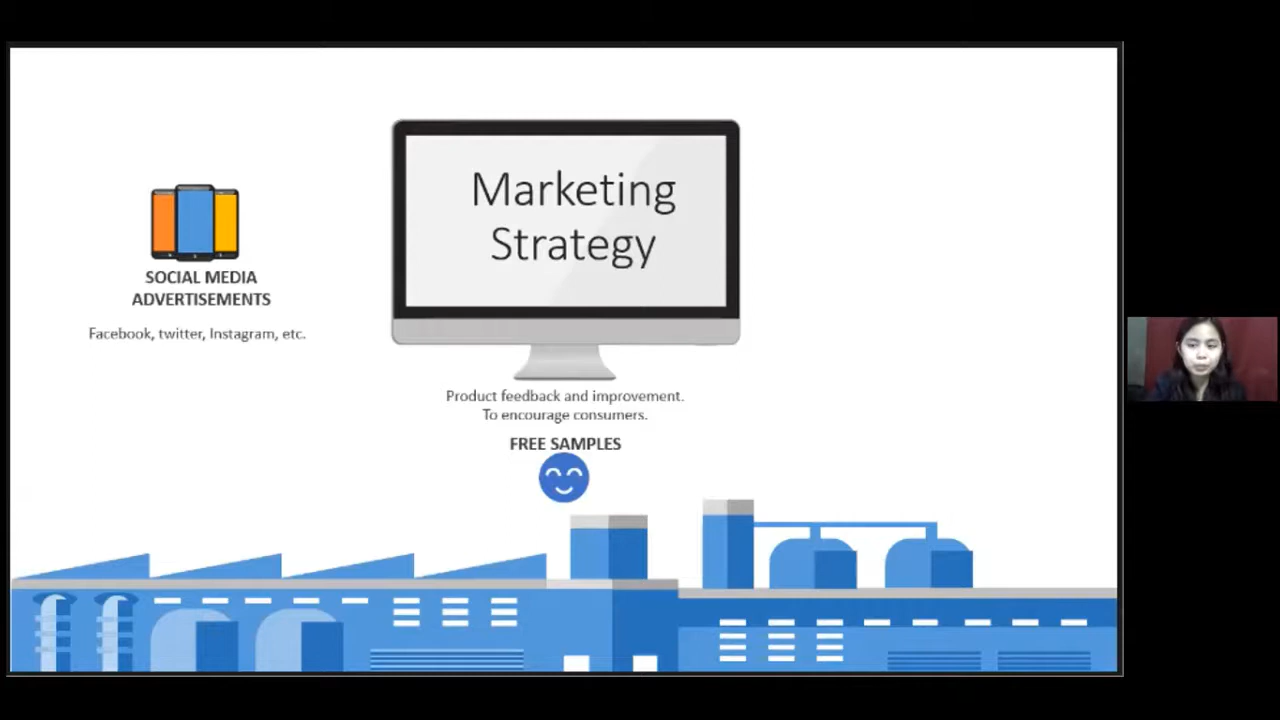 Marketing
Strategy
SOCIAL MEDIA
ADVERTISEMENTS
Facebook, twitter, Instagram, etc.
Product feedback and improvement.
To encourage consumers.
FREE SAMPLES